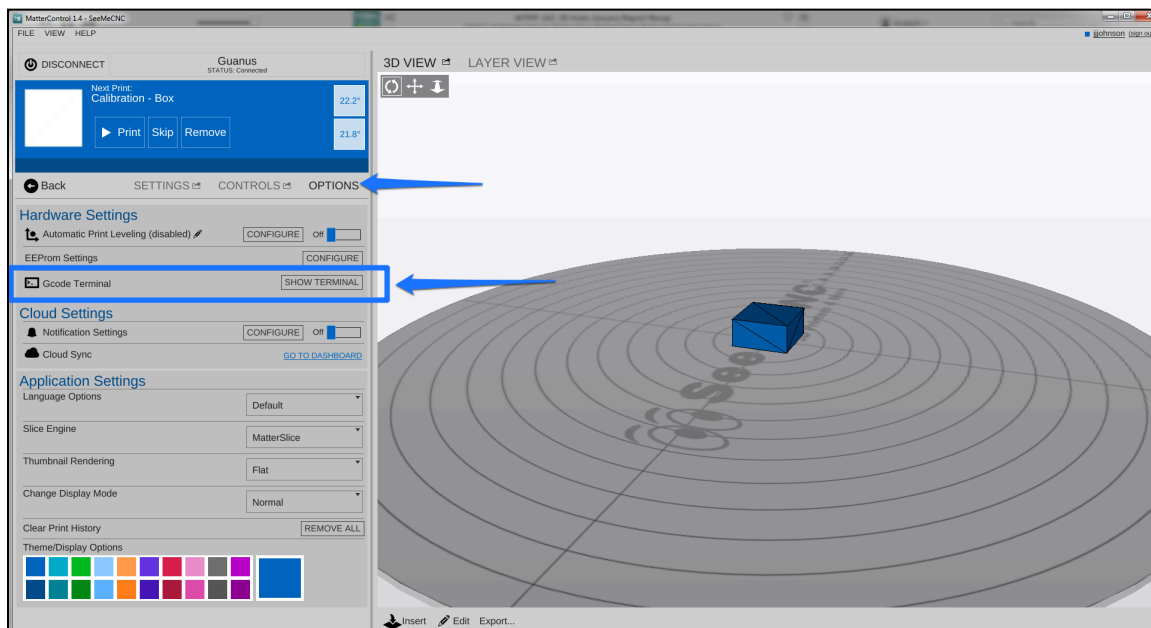 MatterControl 1.4 - SeeMeCNC
FILE VIEW HELP
jjohnson (sign ou
DISCONNECT
Guanus
STATUS: Connected
Next Print:
Calibration - Box
22.2°
Print Skip Remove
21.8°
Back SETTINGS CONTROLS OPTIONS
Hardware Settings
Automatic Print Leveling (disabled) CONFIGURE Off
EEProm Settings CONFIGURE
Gcode Terminal SHOW TERMINAL
Cloud Settings
Notification Settings CONFIGURE Off
Cloud Sync GO TO DASHBOARD
Application Settings
Language Options
Default
Slice Engine
MatterSlice
Thumbnail Rendering
Flat
Change Display Mode
Normal
Clear Print History REMOVE ALL
Theme/Display Options
3D VIEW LAYER VIEW
SeeMeCNC
Insert Edit Export...